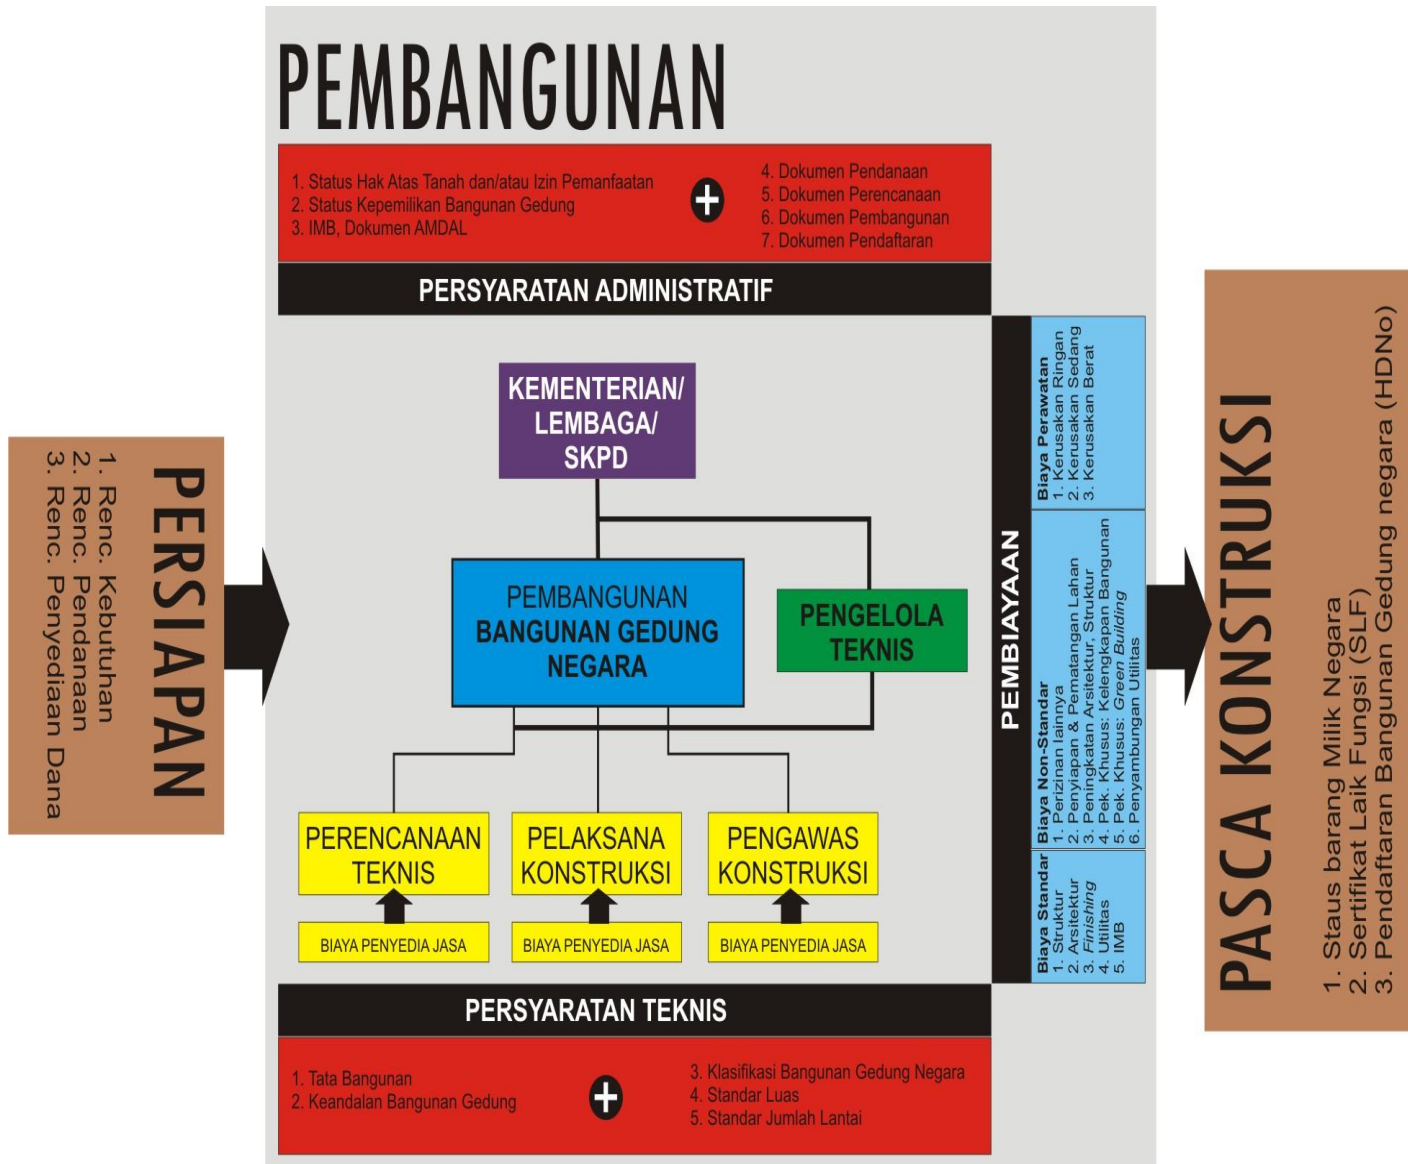 PERSIAPAN
1. Renc. Kebutuhan
2. Renc. Pendanaan
3. Renc. Penyediaan Dana
PEMBANGUNAN
1. Status Hak Atas Tanah dan/atau Izin Pemanfaatan
2. Status Kepemilikan Bangunan Gedung
3. IMB, Dokumen AMDAL
+
4. Dokumen Pendanaan
5. Dokumen Perencanaan
6. Dokumen Pembangunan
7. Dokumen Pendaftaran
PERSYARATAN ADMINISTRATIF
KEMENTERIAN/
LEMBAGA/
SKPD
PEMBANGUNAN
BANGUNAN GEDUNG
NEGARA
PENGELOLA
TEKNIS
PERENCANAAN
TEKNIS
PELAKSANA
KONSTRUKSI
PENGAWAS
KONSTRUKSI
BIAYA PENYEDIA JASA
BIAYA PENYEDIA JASA
BIAYA PENYEDIA JASA
PERSYARATAN TEKNIS
1. Tata Bangunan
2. Keandalan Bangunan Gedung
+
3. Klasifikasi Bangunan Gedung Negara
4. Standar Luas
5. Standar Jumlah Lantai
PEMBIAYAAN
Biaya Standar
1. Struktur
2. Arsitektur
3. Finishing
4. Utilitas
5. IMB
Biaya Non-Standar
1. Perizinan lainnya
2. Penyiapan & Pematangan Lahan
3. Peningkatan Arsitektur, Struktur
4. Pek. Khusus: Kelengkapan Bangunan
5. Pek. Khusus: Green Building
6. Penyambungan Utilitas
Biaya Perawatan
1. Kerusakan Ringan
2. Kerusakan Sedang
3. Kerusakan Berat
PASCA KONSTRUKSI
1. Staus barang Milik Negara
2. Sertifikat Laik Fungsi (SLF)
3. Pendaftaran Bangunan Gedung negara (HDNo)